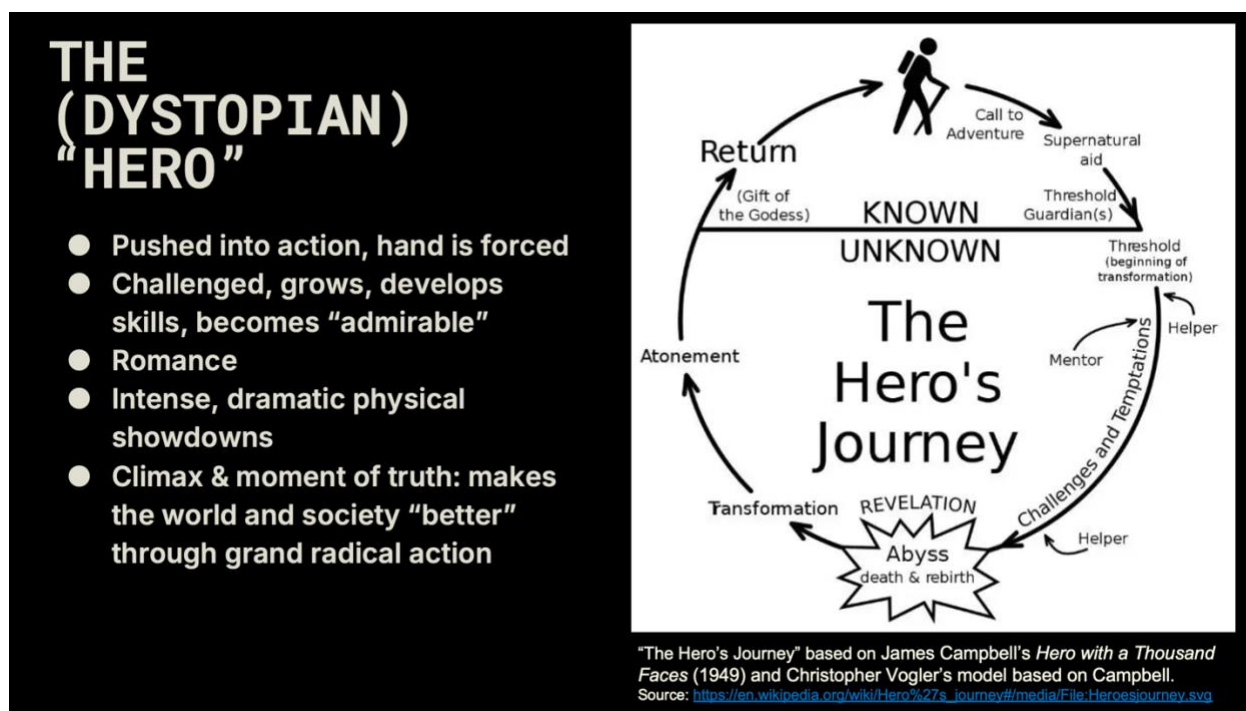 THE
(DYSTOPIAN)
“HERO”
● Pushed into action, hand is forced
● Challenged, grows, develops
skills, becomes “admirable”
● Romance
● Intense, dramatic physical
showdowns
● Climax & moment of truth: makes
the world and society “better”
through grand radical action
Call to
Adventure
Supernatural
aid
Threshold
Guardian(s)
KNOWN
UNKNOWN
Threshold
(beginning of
transformation)
Helper
Mentor
Challenges and Temptations
Helper
REVELATION
Abyss
death & rebirth
Transformation
Atonement
Return
(Gift of
the Godess)
The
Hero's
Journey
“The Hero’s Journey” based on James Campbell’s Hero with a Thousand
Faces (1949) and Christopher Vogler’s model based on Campbell.
Source: https://en.wikipedia.org/wiki/Hero%27s_journey#/media/File:Heroesjourney.svg